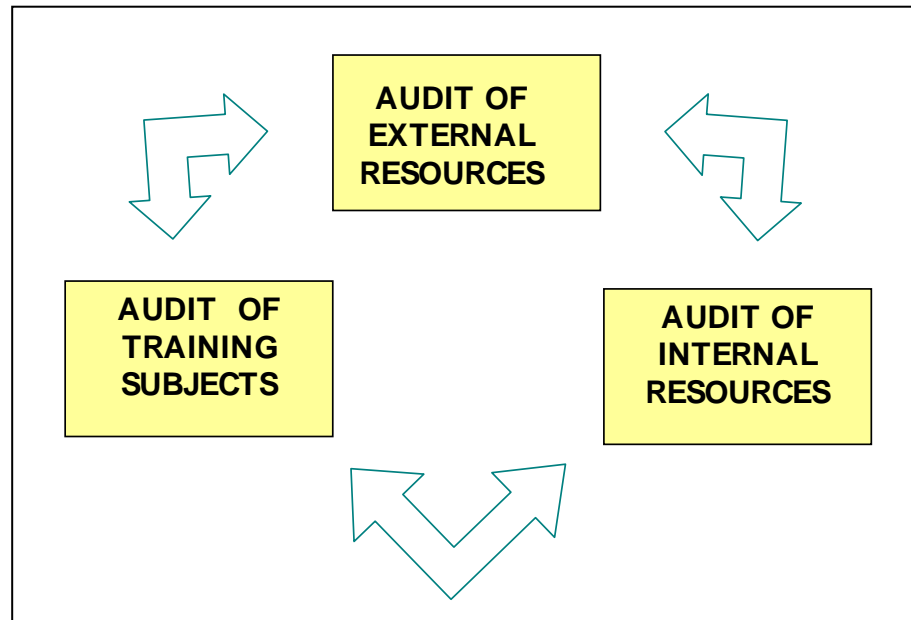 AUDIT OF
EXTERNAL
RESOURCES
AUDIT OF
TRAINING
SUBJECTS
AUDIT OF
INTERNAL
RESOURCES